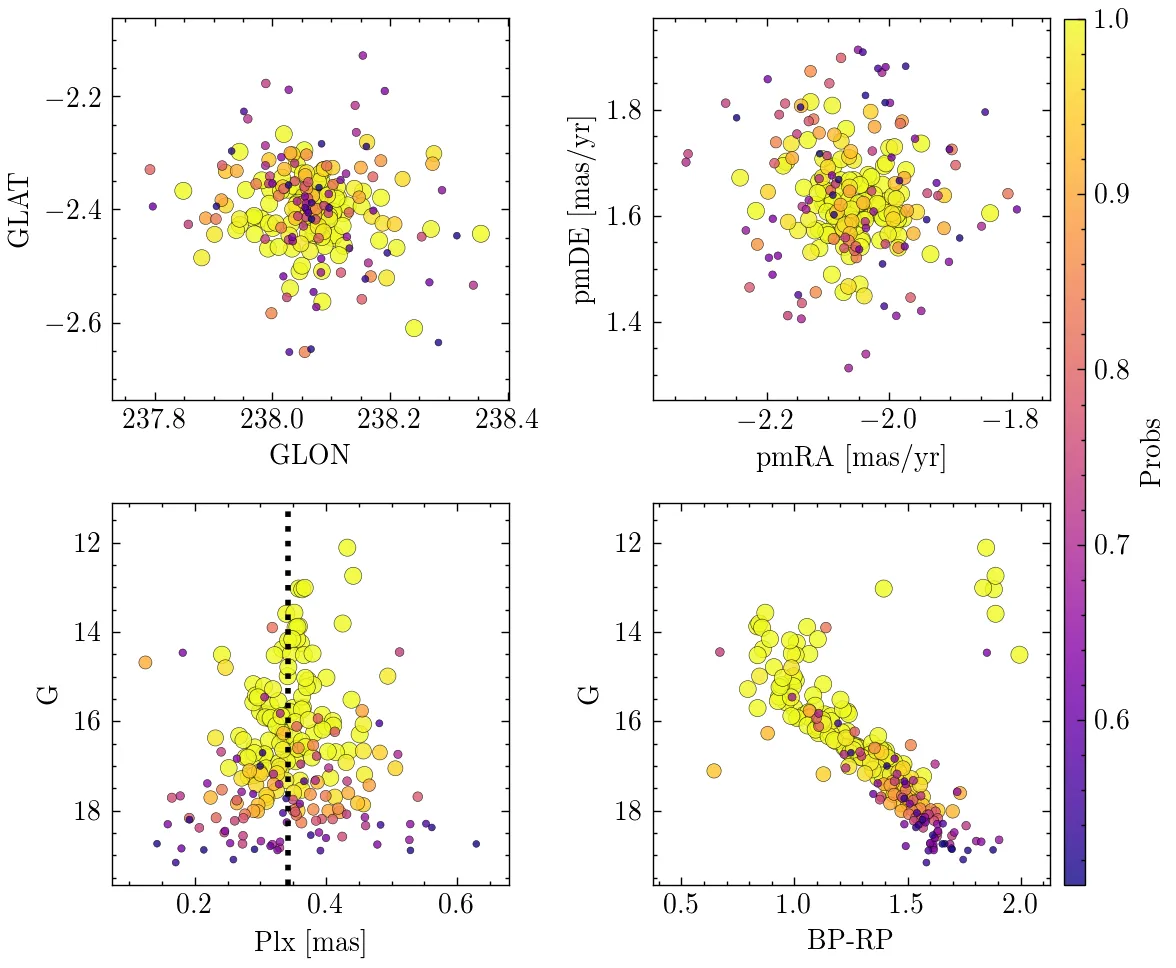 −2.2
−2.4
−2.6
GLAT
237.8 238.0 238.2 238.4
GLON
1.8
1.6
1.4
pmDE [mas/yr]
−2.2 −2.0 −1.8
pmRA [mas/yr]
1.0
0.9
0.8
0.7
0.6
Probs
12
14
16
18
G
0.2 0.4 0.6
Plx [mas]
12
14
16
18
G
0.5 1.0 1.5 2.0
BP-RP